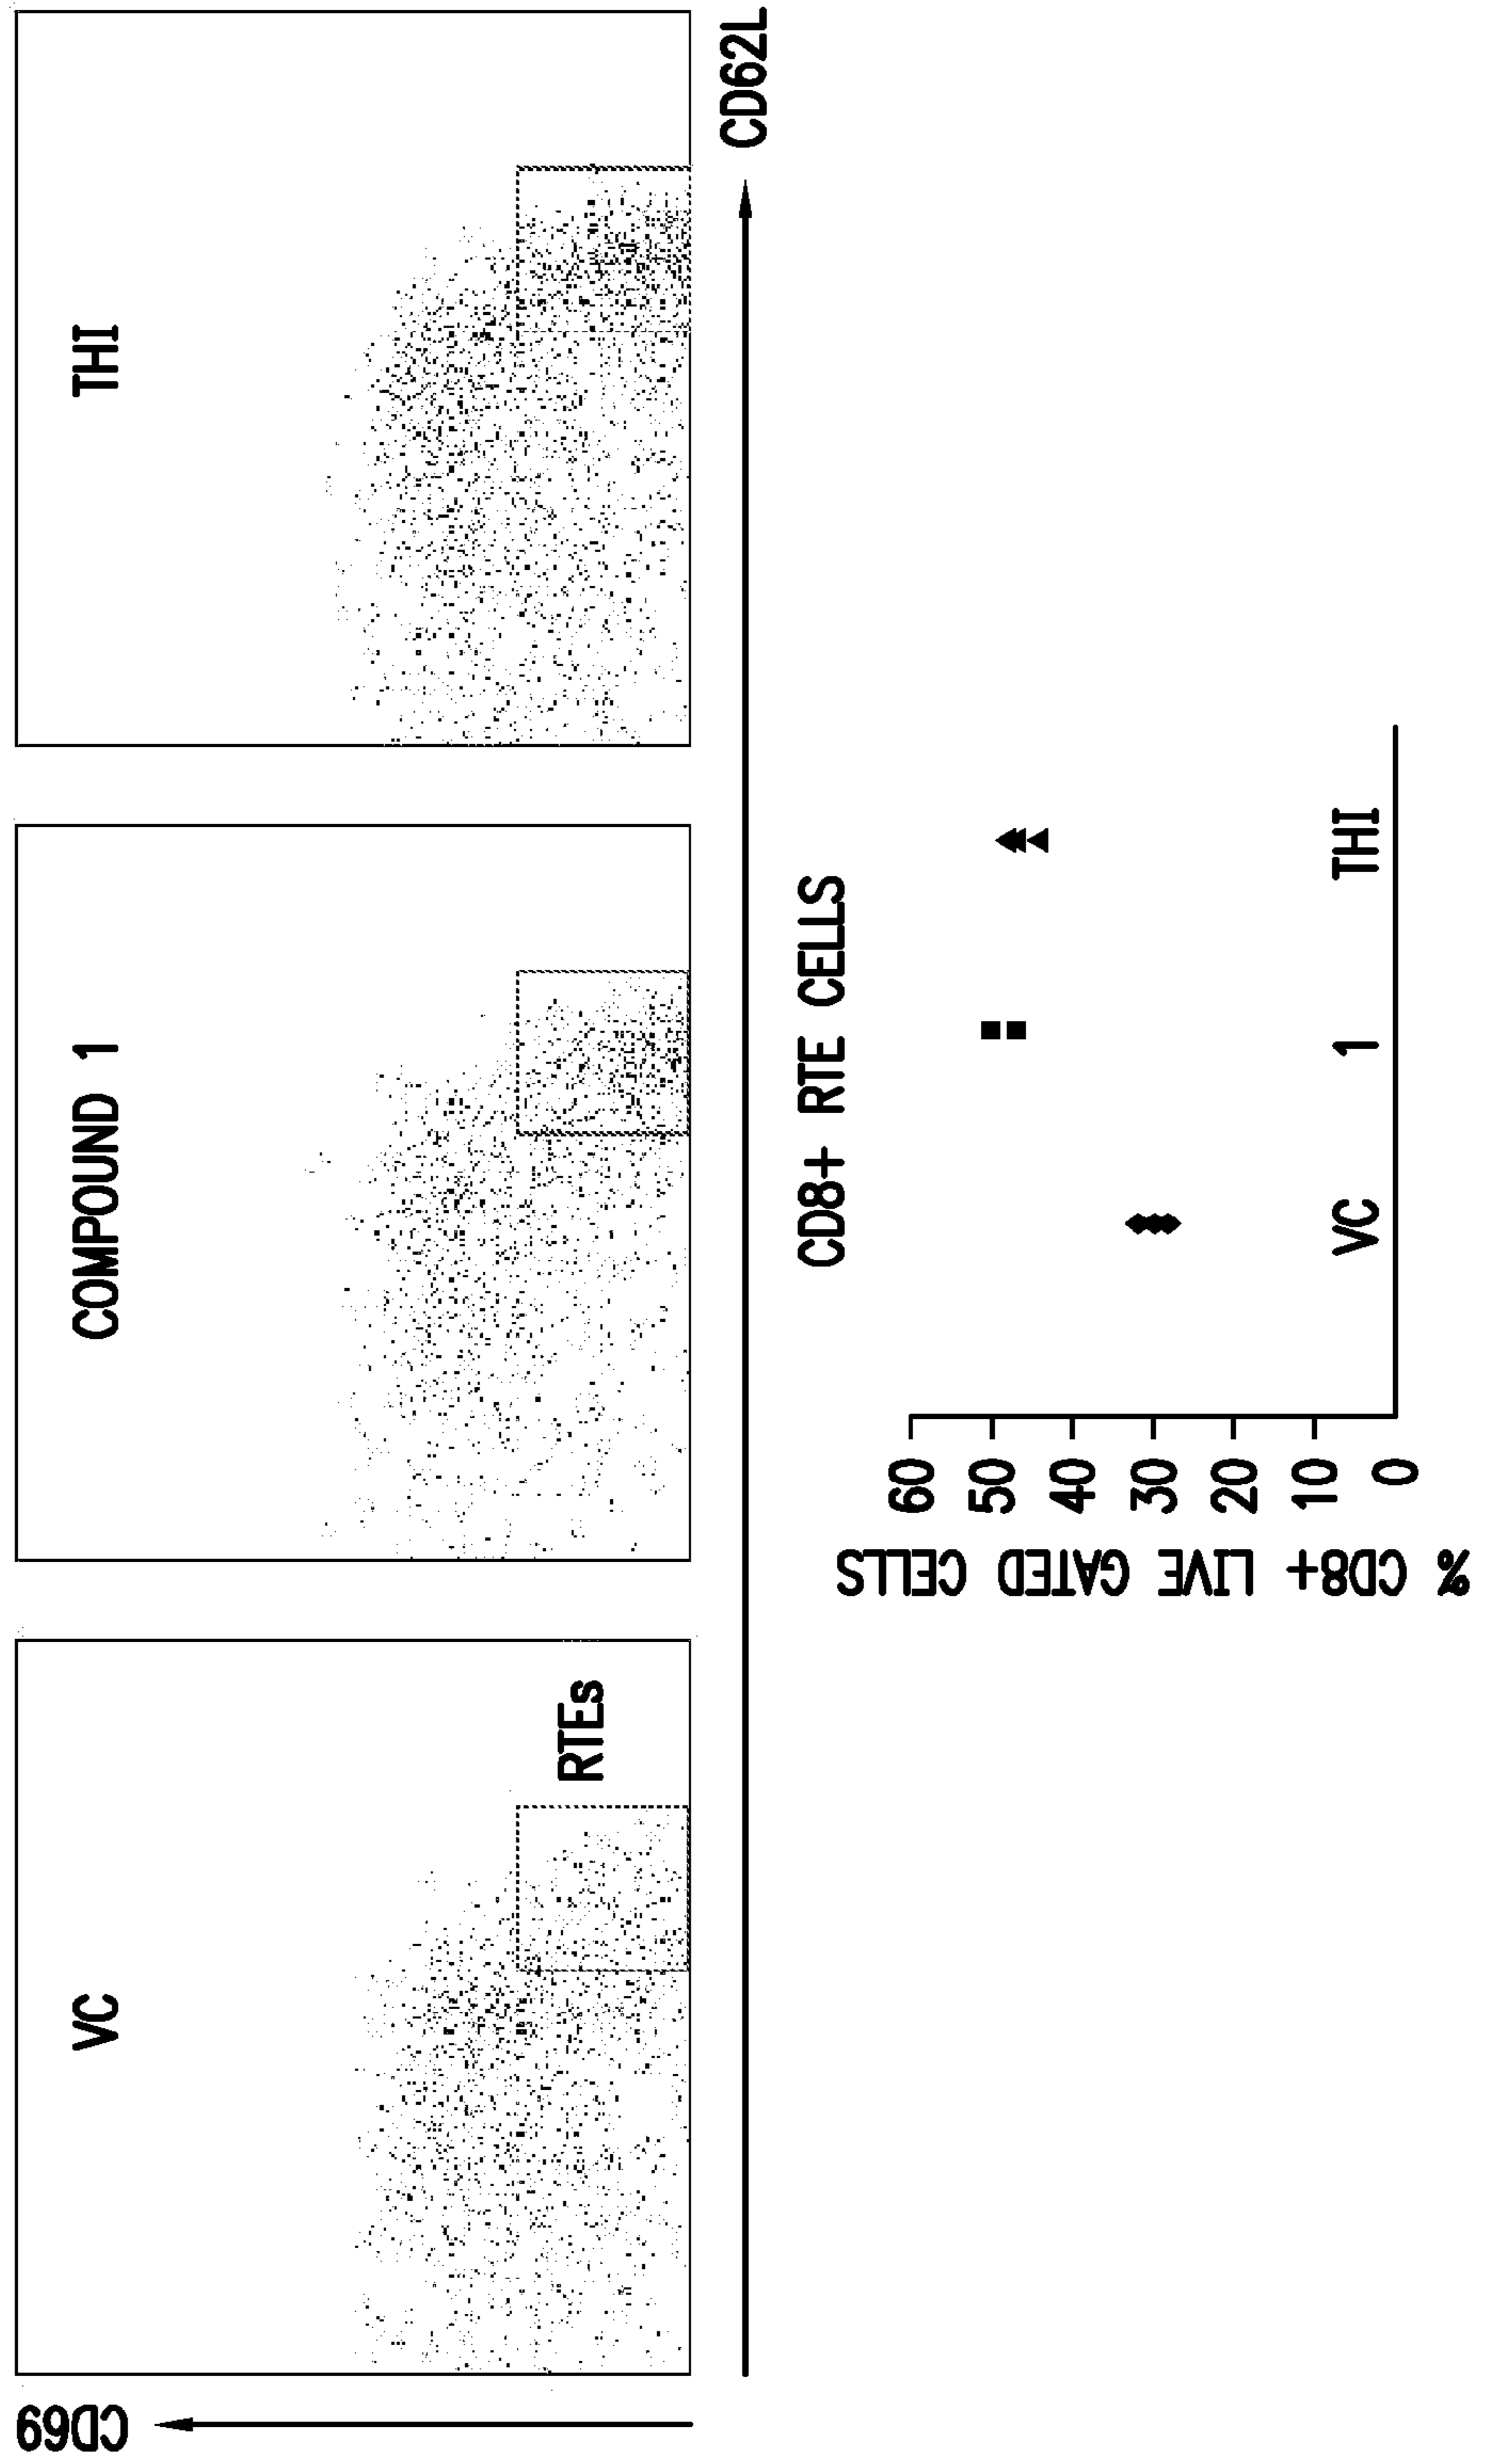 CD69
VC
COMPOUND 1
THI
RTEs
CD62L
CD8+ RTE CELLS
% CD8+ LIVE GATED CELLS
60
50
40
30
20
10
0
VC
1
THI